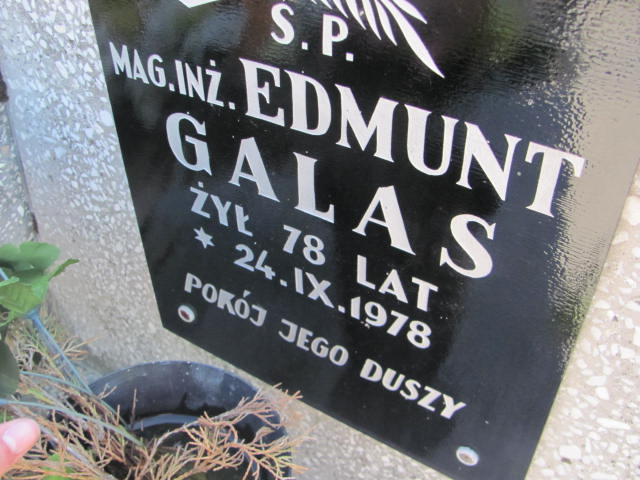 Ś.P.
MAG.INŻ. EDMUNT
GALAS
ŻYŁ 78 LAT
* 24.IX.1978
POKÓJ JEGO DUSZY